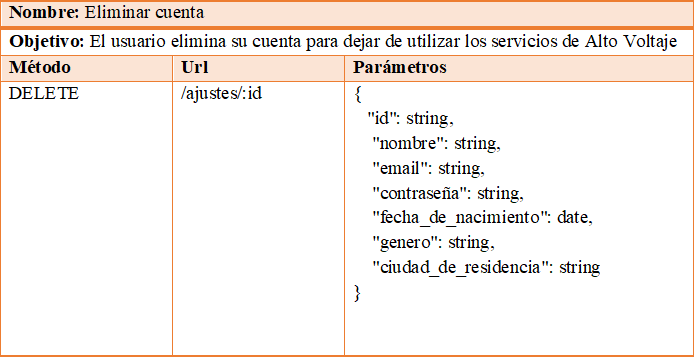 Nombre: Eliminar cuenta
Objetivo: El usuario elimina su cuenta para dejar de utilizar los servicios de Alto Voltaje
Método Url Parámetros
DELETE /ajustes/:id {
"id": string,
"nombre": string,
"email": string,
"contraseña": string,
"fecha_de_nacimiento": date,
"genero": string,
"ciudad_de_residencia": string
}